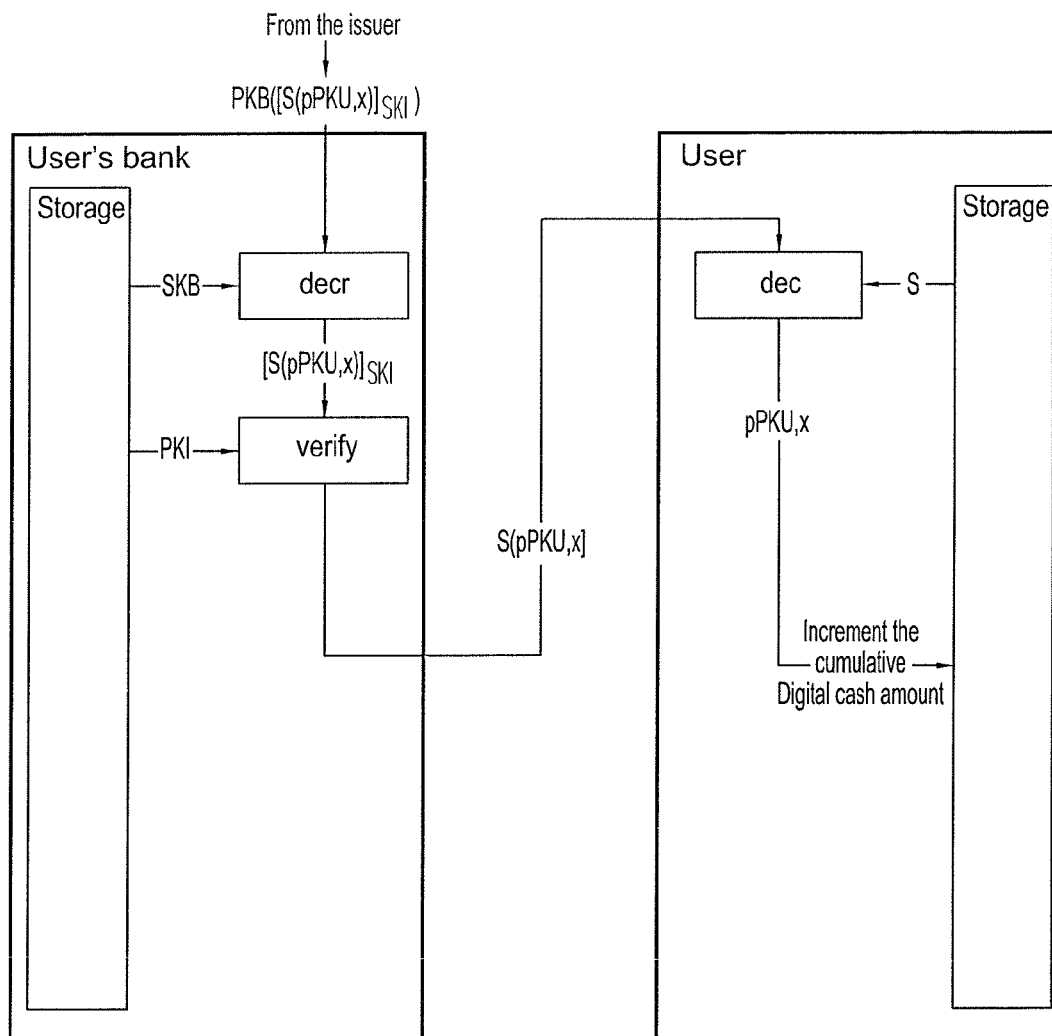 From the issuer
PKB([S(pPKU,x)]SKI)
User's bank
Storage
SKB
decr
[S(pPKU,x)]SKI
PKI
verify
S(pPKU,x]
User
Storage
dec
S
pPKU,x
Increment the
cumulative
Digital cash amount